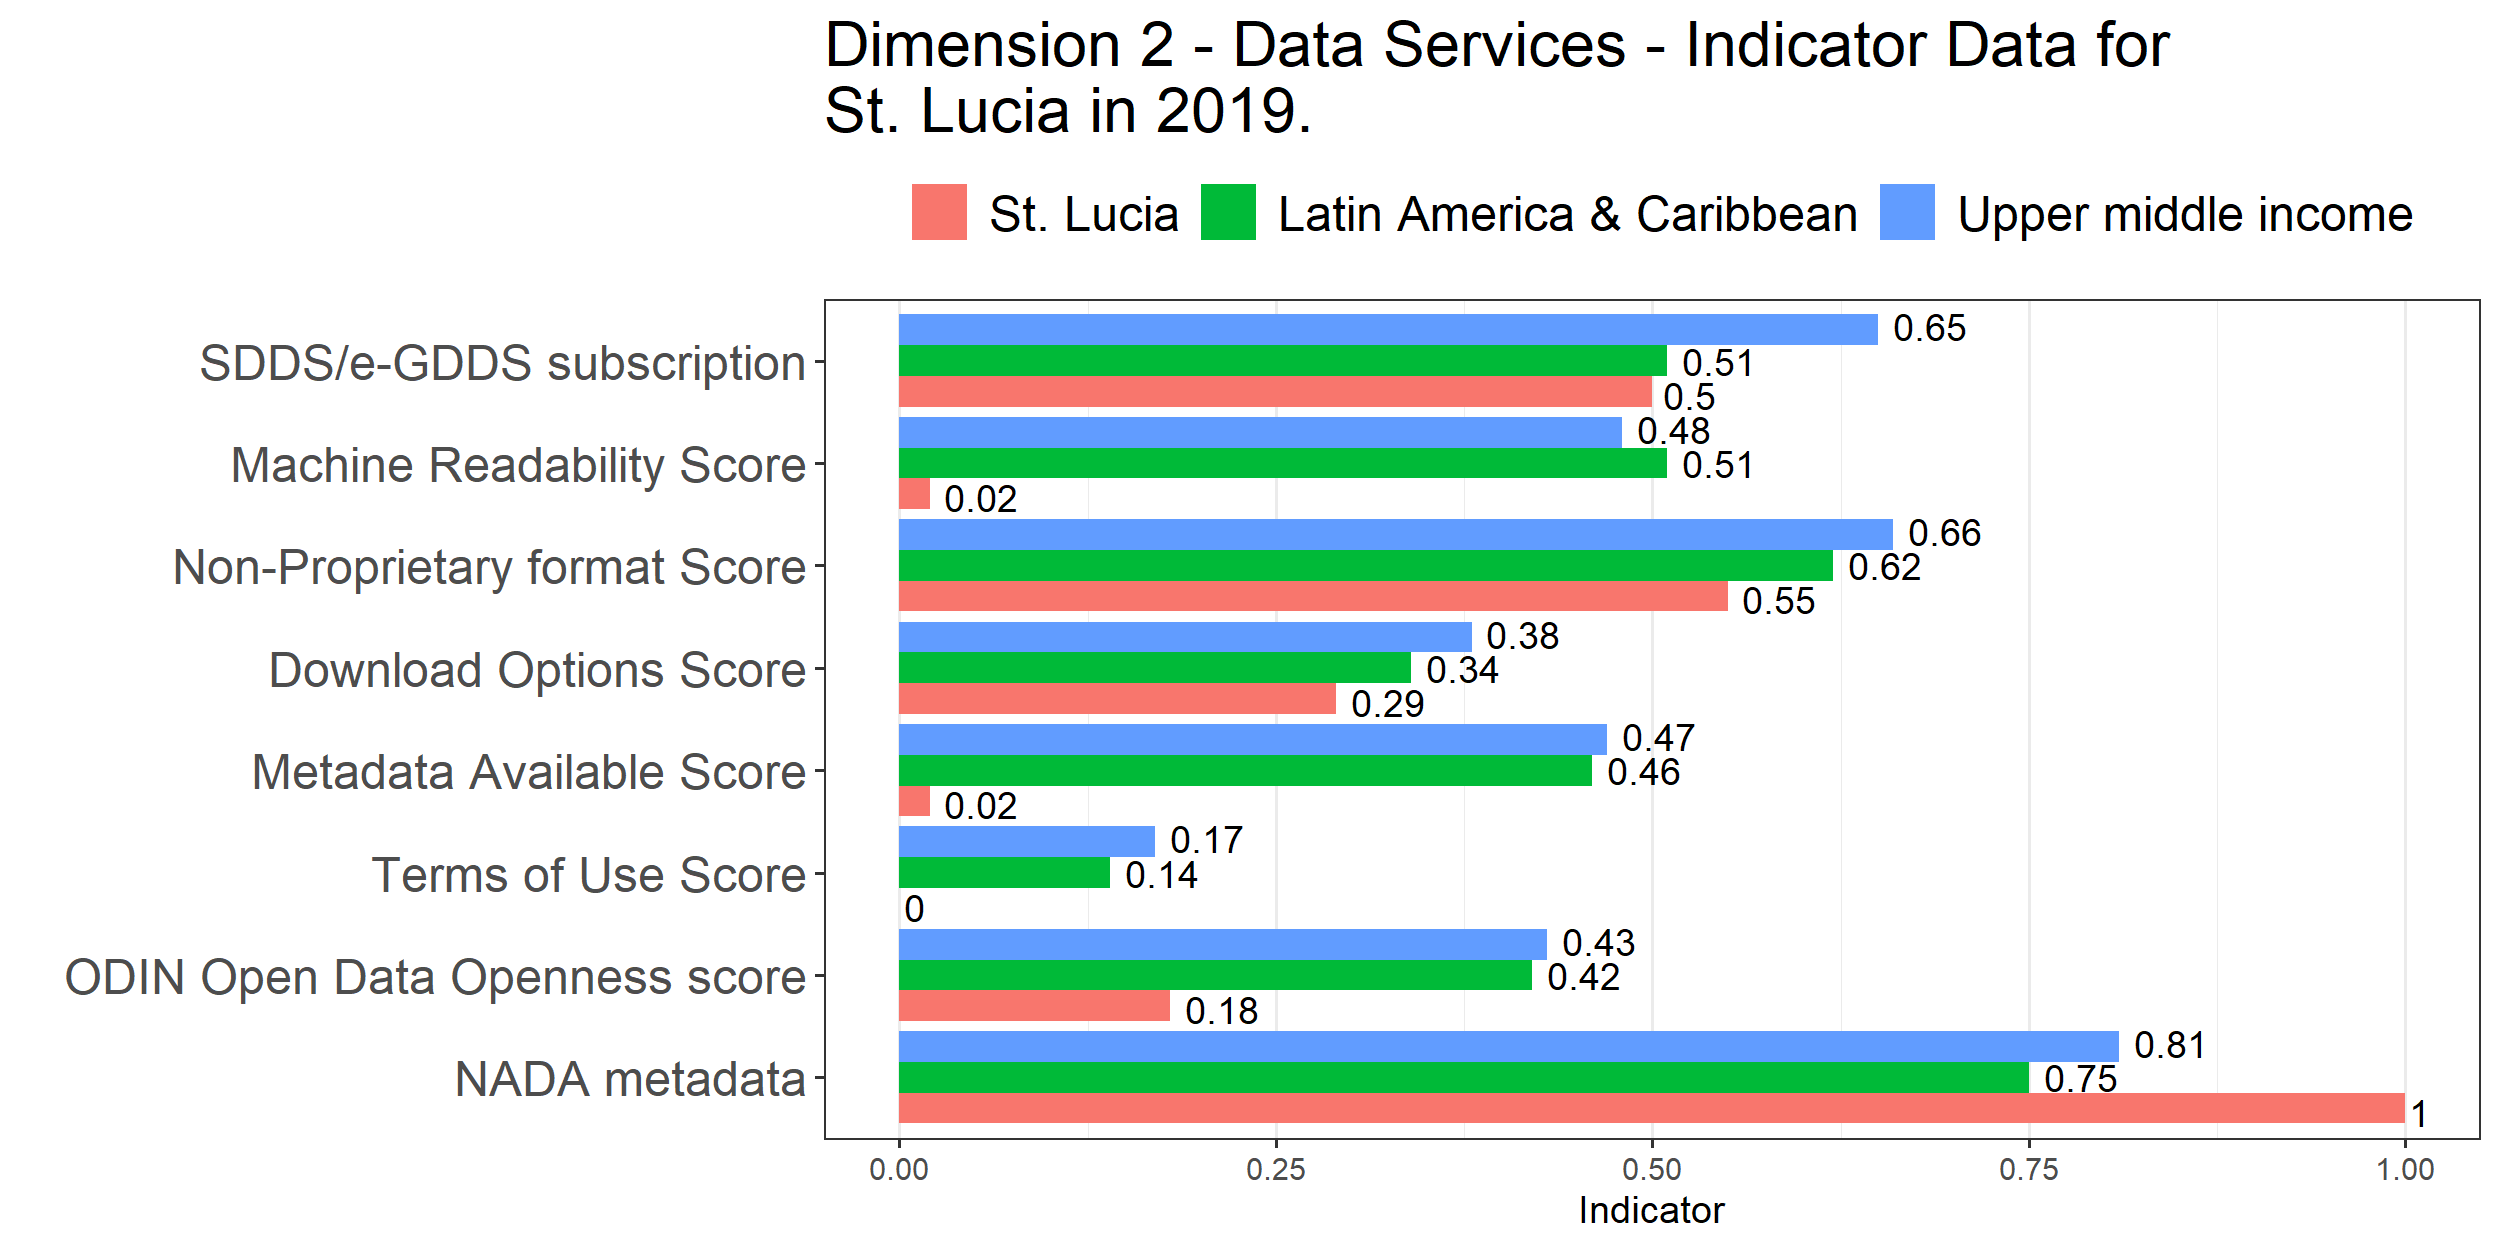 Dimension 2 - Data Services - Indicator Data for
St. Lucia in 2019.
St. Lucia
Latin America & Caribbean
Upper middle income
SDDS/e-GDDS subscription
0.65
0.51
0.5
Machine Readability Score
0.48
0.51
0.02
Non-Proprietary format Score
0.66
0.62
0.55
Download Options Score
0.38
0.34
0.29
Metadata Available Score
0.47
0.46
0.02
Terms of Use Score
0.17
0.14
0
ODIN Open Data Openness score
0.43
0.42
0.18
NADA metadata
0.81
0.75
1
0.00
0.25
0.50
0.75
1.00
Indicator